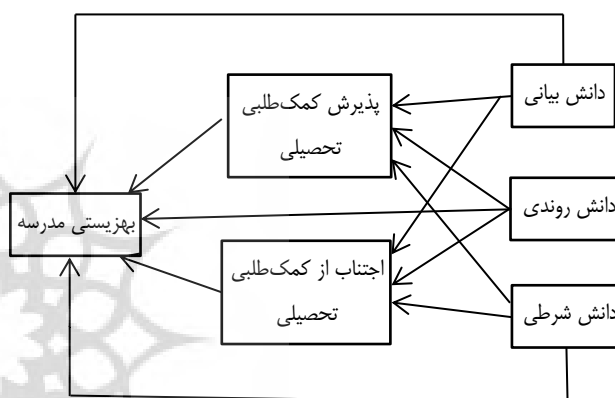 دانش بیانی
پذیرش کمک‌طلبی
تحصیلی
دانش روندی
بهزیستی مدرسه
اجتناب از کمک‌طلبی
تحصیلی
دانش شرطی